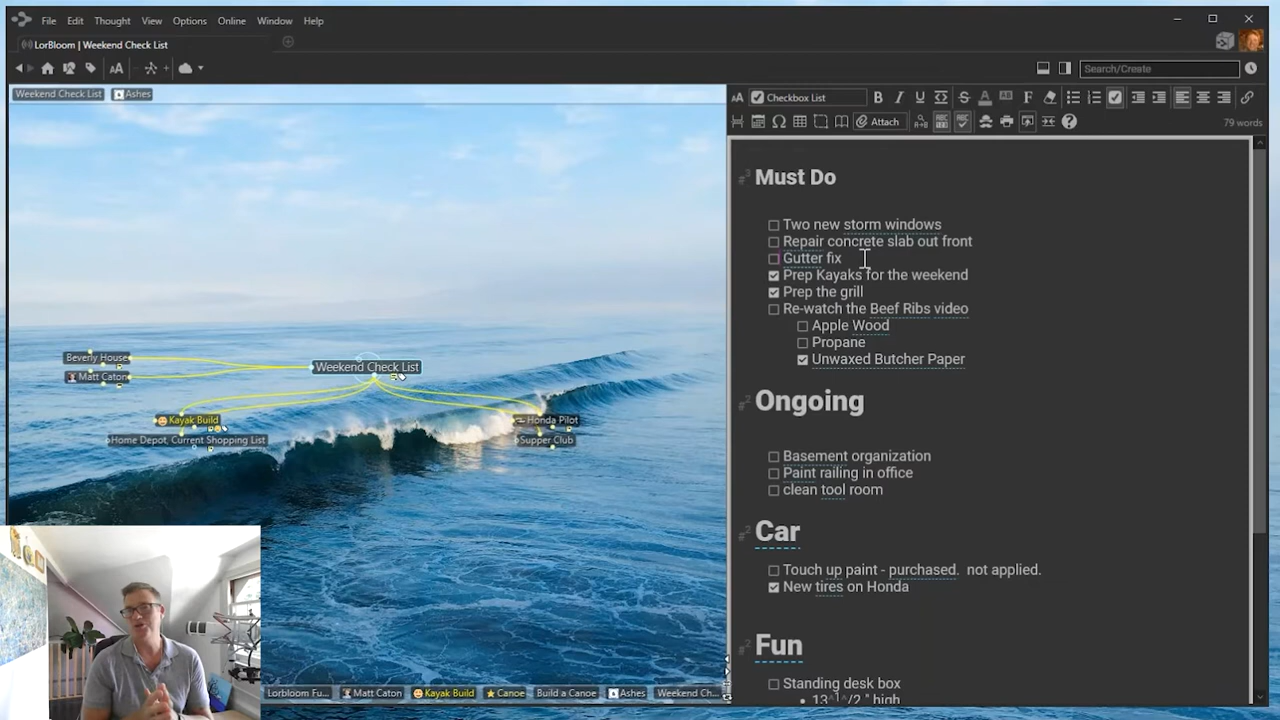 File Edit Thought View Options Online Window Help
LorBloom | Weekend Check List
Search/Create
Weekend Check List Ashes
Checkbox List
Attach
79 words
Beverly House
Matt Caton
Weekend Check List
Kayak Build
Home Depot, Current Shopping List
Honda Pilot
Supper Club
Must Do
Two new storm windows
Repair concrete slab out front
Gutter fix
Prep Kayaks for the weekend
Prep the grill
Re-watch the Beef Ribs video
Apple Wood
Propane
Unwaxed Butcher Paper
Ongoing
Basement organization
Paint railing in office
clean tool room
Car
Touch up paint - purchased. not applied.
New tires on Honda
Fun
Standing desk box
Lorbloom Fu... Matt Caton Kayak Build Canoe Build a Canoe Ashes Weekend Ch...